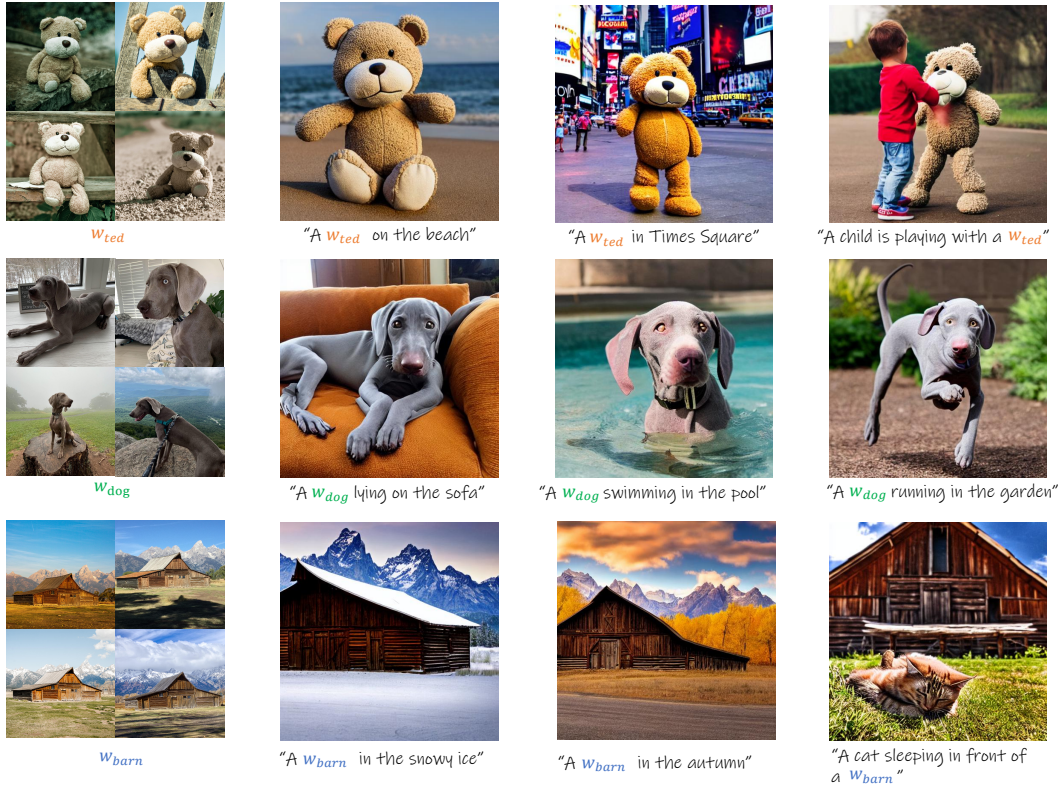 w_ted
"A w_ted on the beach"
"A w_ted in Times Square"
"A child is playing with a w_ted"
w_dog
"A w_dog lying on the sofa"
"A w_dog swimming in the pool"
"A w_dog running in the garden"
w_barn
"A w_barn in the snowy ice"
"A w_barn in the autumn"
"A cat sleeping in front of
a w_barn"